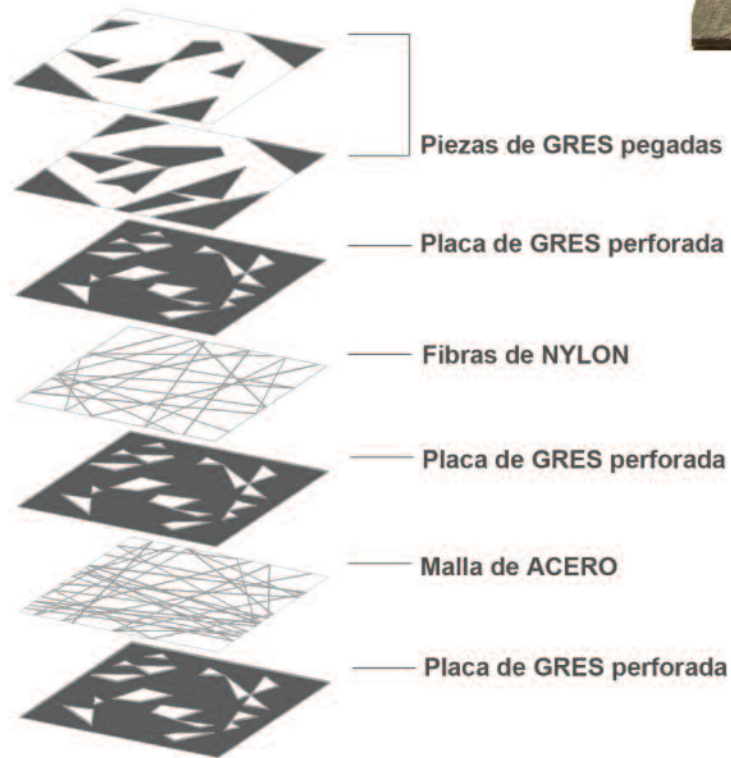 Piezas de GRES pegadas
Placa de GRES perforada
Fibras de NYLON
Placa de GRES perforada
Malla de ACERO
Placa de GRES perforada